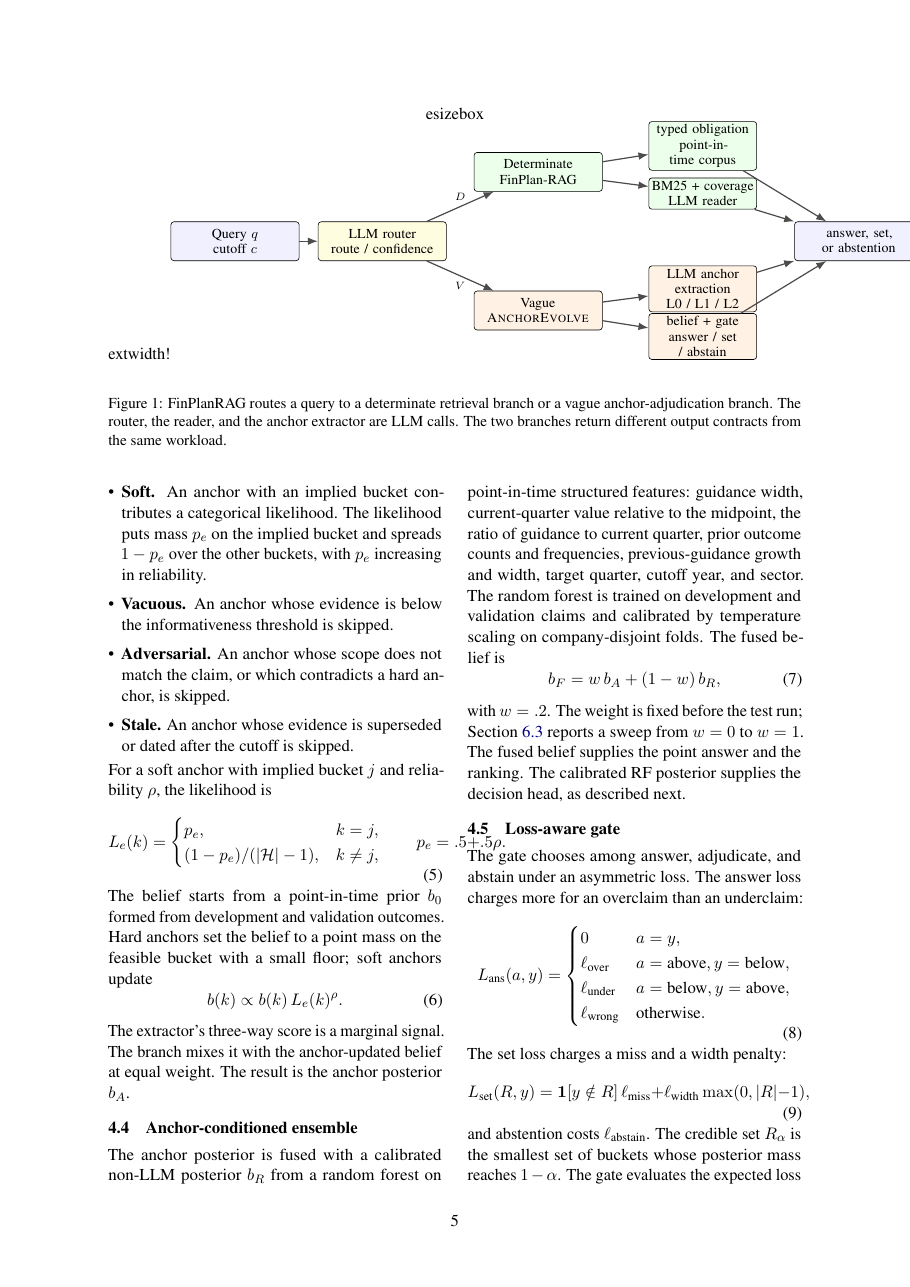 esizebox
typed obligation
point-in-
time corpus
Determinate
FinPlan-RAG
BM25 + coverage
LLM reader
D
Query q
cutoff c
LLM router
route / confidence
answer, set,
or abstention
LLM anchor
extraction
L0 / L1 / L2
V
Vague
ANCHOREVOLVE
belief + gate
answer / set
/ abstain
extwidth!
Figure 1: FinPlanRAG routes a query to a determinate retrieval branch or a vague anchor-adjudication branch. The
router, the reader, and the anchor extractor are LLM calls. The two branches return different output contracts from
the same workload.
• Soft. An anchor with an implied bucket con-
tributes a categorical likelihood. The likelihood
puts mass pₑ on the implied bucket and spreads
1 − pₑ over the other buckets, with pₑ increasing
in reliability.
• Vacuous. An anchor whose evidence is below
the informativeness threshold is skipped.
• Adversarial. An anchor whose scope does not
match the claim, or which contradicts a hard an-
chor, is skipped.
• Stale. An anchor whose evidence is superseded
or dated after the cutoff is skipped.
For a soft anchor with implied bucket j and relia-
bility ρ, the likelihood is
Lₑ(k) = { pₑ, k = j,
(1 − pₑ)/(|H| − 1), k ≠ j,
pₑ = .5+.5ρ.
(5)
The belief starts from a point-in-time prior b₀
formed from development and validation outcomes.
Hard anchors set the belief to a point mass on the
feasible bucket with a small floor; soft anchors
update
b(k) ∝ b(k) Lₑ(k)^ρ. (6)
The extractor's three-way score is a marginal signal.
The branch mixes it with the anchor-updated belief
at equal weight. The result is the anchor posterior
b_A.
4.4 Anchor-conditioned ensemble
The anchor posterior is fused with a calibrated
non-LLM posterior b_R from a random forest on
point-in-time structured features: guidance width,
current-quarter value relative to the midpoint, the
ratio of guidance to current quarter, prior outcome
counts and frequencies, previous-guidance growth
and width, target quarter, cutoff year, and sector.
The random forest is trained on development and
validation claims and calibrated by temperature
scaling on company-disjoint folds. The fused be-
lief is
b_F = w b_A + (1 − w) b_R, (7)
with w = .2. The weight is fixed before the test run;
Section 6.3 reports a sweep from w = 0 to w = 1.
The fused belief supplies the point answer and the
ranking. The calibrated RF posterior supplies the
decision head, as described next.
4.5 Loss-aware gate
The gate chooses among answer, adjudicate, and
abstain under an asymmetric loss. The answer loss
charges more for an overclaim than an underclaim:
L_ans(a, y) = { 0 a = y,
ℓ_over a = above, y = below,
ℓ_under a = below, y = above,
ℓ_wrong otherwise.
(8)
The set loss charges a miss and a width penalty:
L_set(R, y) = 1[y ∉ R] ℓ_miss+ℓ_width max(0, |R|−1),
(9)
and abstention costs ℓ_abstain. The credible set R_α is
the smallest set of buckets whose posterior mass
reaches 1 − α. The gate evaluates the expected loss
5